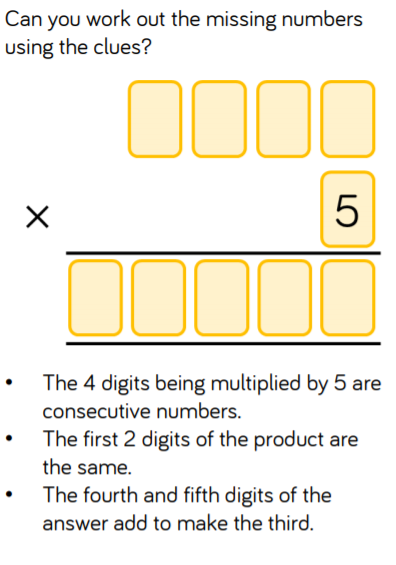 Can you work out the missing numbers
using the clues?
× 5
• The 4 digits being multiplied by 5 are
consecutive numbers.
• The first 2 digits of the product are
the same.
• The fourth and fifth digits of the
answer add to make the third.